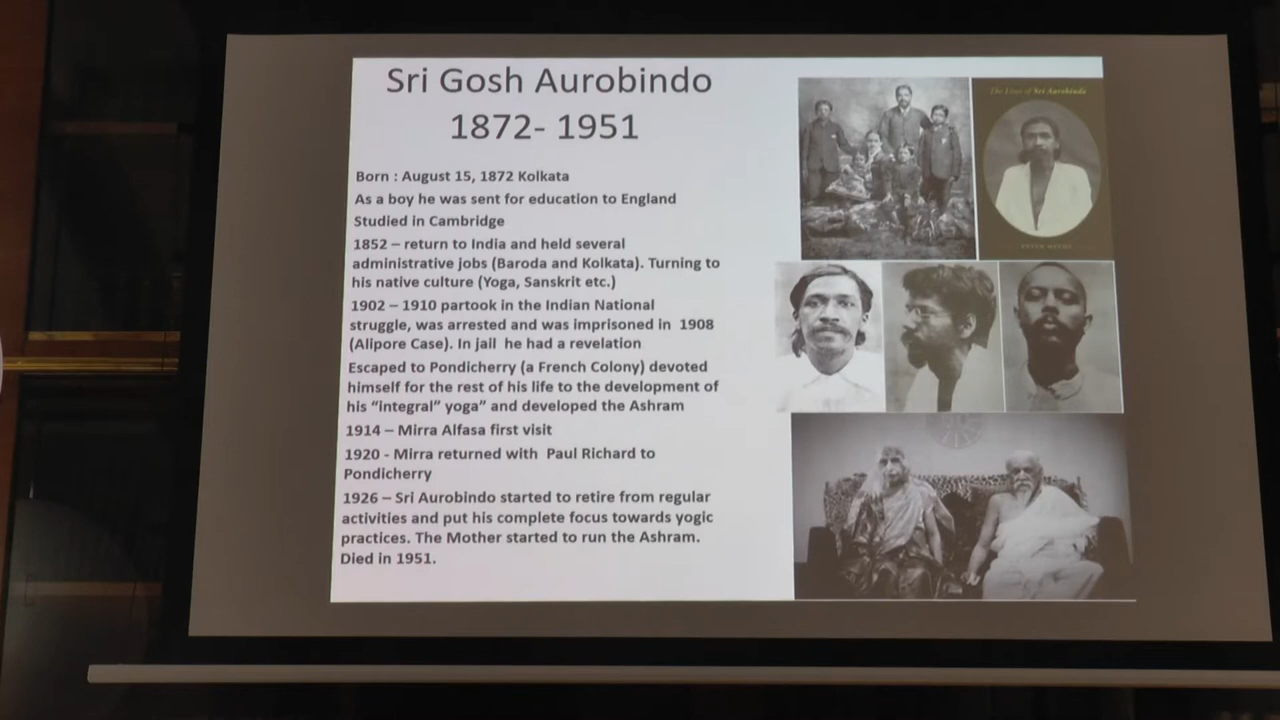 Sri Gosh Aurobindo
1872- 1951
Born : August 15, 1872 Kolkata
As a boy he was sent for education to England
Studied in Cambridge
1852 – return to India and held several
administrative jobs (Baroda and Kolkata). Turning to
his native culture (Yoga, Sanskrit etc.)
1902 – 1910 partook in the Indian National
struggle, was arrested and was imprisoned in  1908
(Alipore Case). In jail  he had a revelation
Escaped to Pondicherry (a French Colony) devoted
himself for the rest of his life to the development of
his “integral” yoga” and developed the Ashram
1914 – Mirra Alfasa first visit
1920 - Mirra returned with  Paul Richard to
Pondicherry
1926 – Sri Aurobindo started to retire from regular
activities and put his complete focus towards yogic
practices. The Mother started to run the Ashram.
Died in 1951.
The Lives of Sri Aurobindo